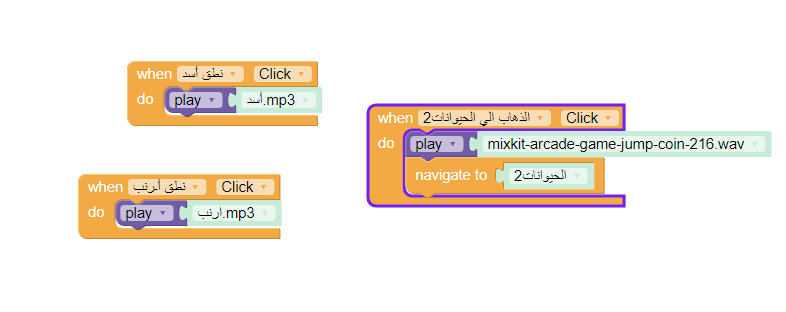 when نطق أسد Click
do play أسد.mp3
when الذهاب الي الحيوانات2 Click
do play mixkit-arcade-game-jump-coin-216.wav
navigate to الحيوانات2
when نطق أرنب Click
do play ارنب.mp3